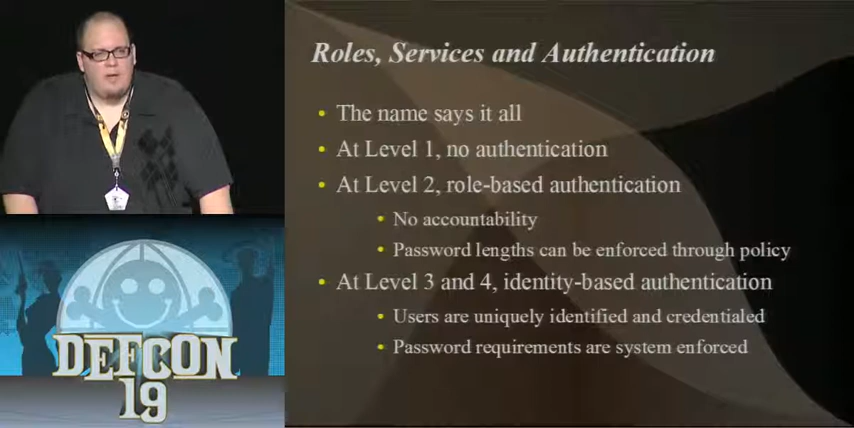 Roles, Services and Authentication
• The name says it all
• At Level 1, no authentication
• At Level 2, role-based authentication
• No accountability
• Password lengths can be enforced through policy
• At Level 3 and 4, identity-based authentication
• Users are uniquely identified and credentialed
• Password requirements are system enforced
DEFCON
19